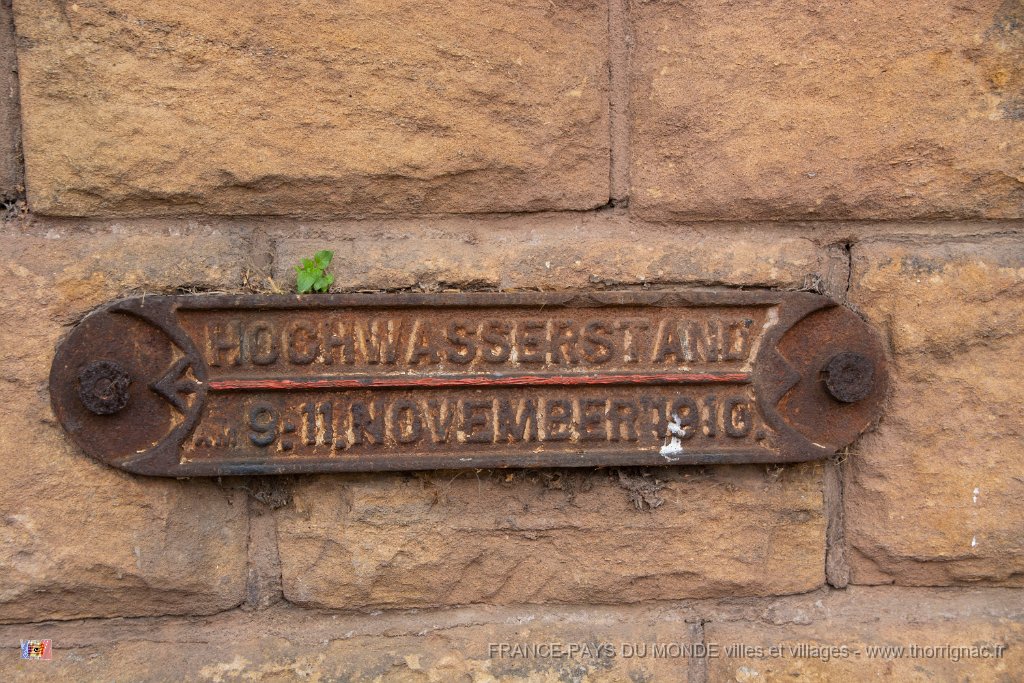 HOCHWASSERSTAND
9.-11. NOVEMBER 1910.
FRANCE-PAYS DU MONDE villes et villages - www.thorrignac.fr